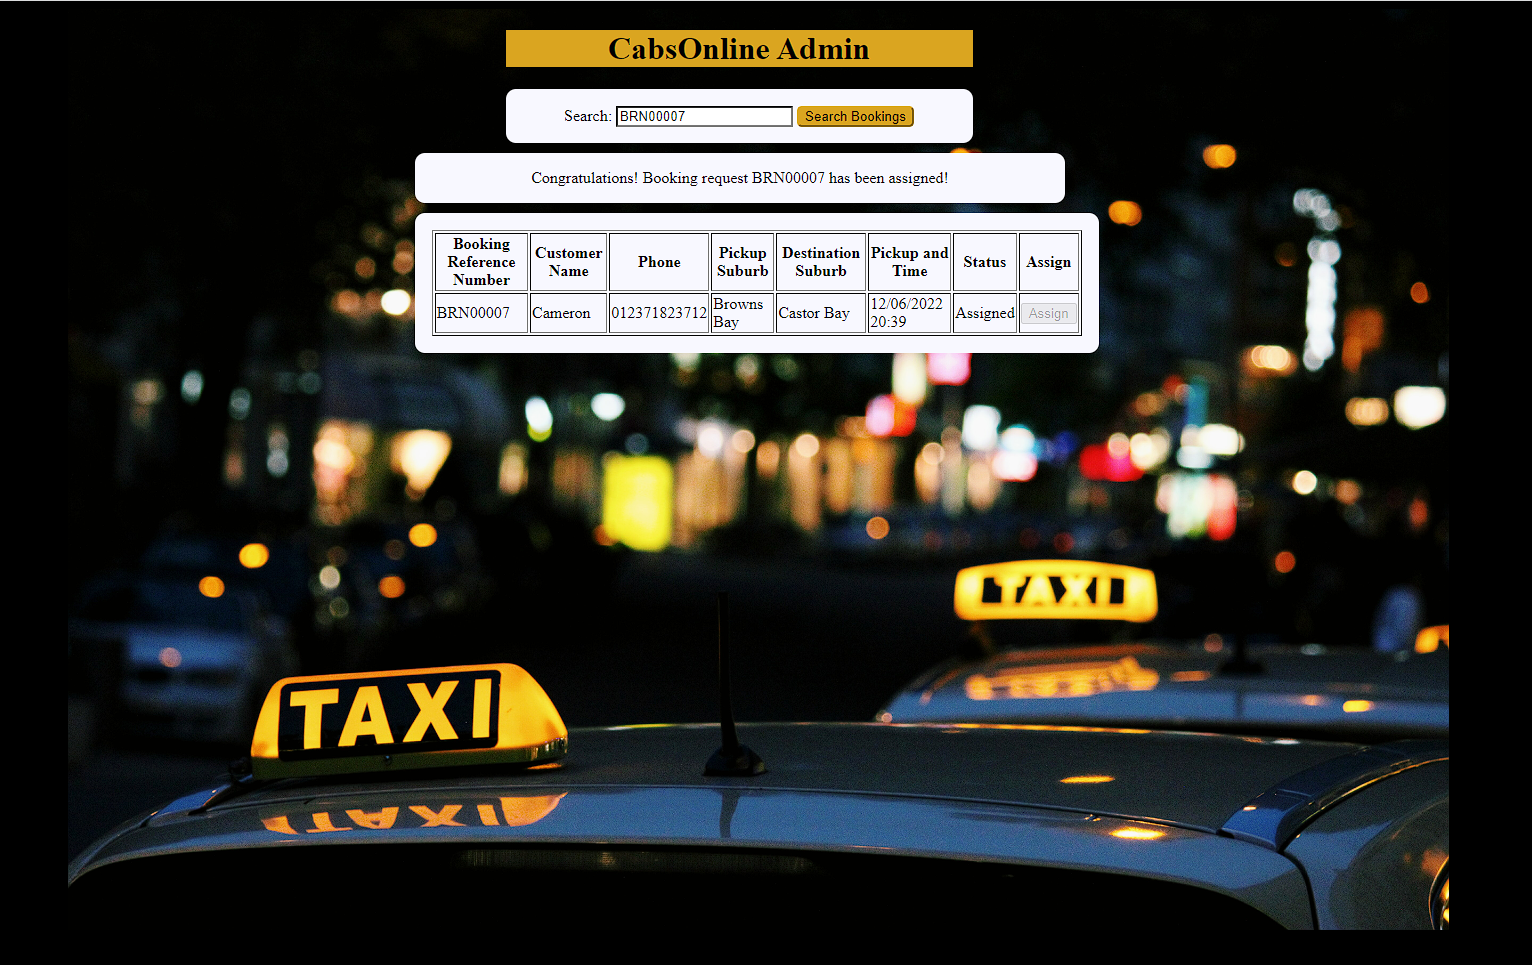 CabsOnline Admin
Search: BRN00007 Search Bookings
Congratulations! Booking request BRN00007 has been assigned!
Booking Reference Number Customer Name Phone Pickup Suburb Destination Suburb Pickup and Time Status Assign
BRN00007 Cameron 012371823712 Browns Bay Castor Bay 12/06/2022 20:39 Assigned Assign
TAXI
TAXI